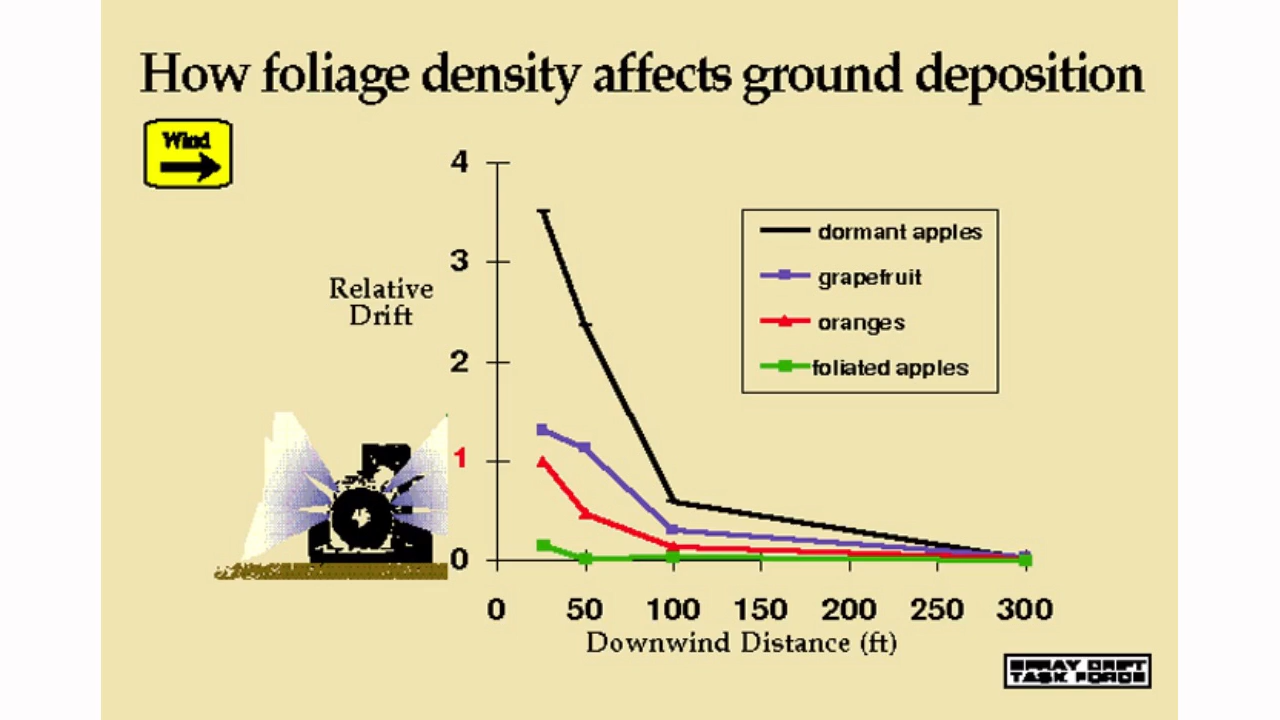 How foliage density affects ground deposition
Wind
4
3
2
1
0
Relative
Drift
dormant apples
grapefruit
oranges
foliated apples
0 50 100 150 200 250 300
Downwind Distance (ft)
SPRAY DRIFT
TASK FORCE